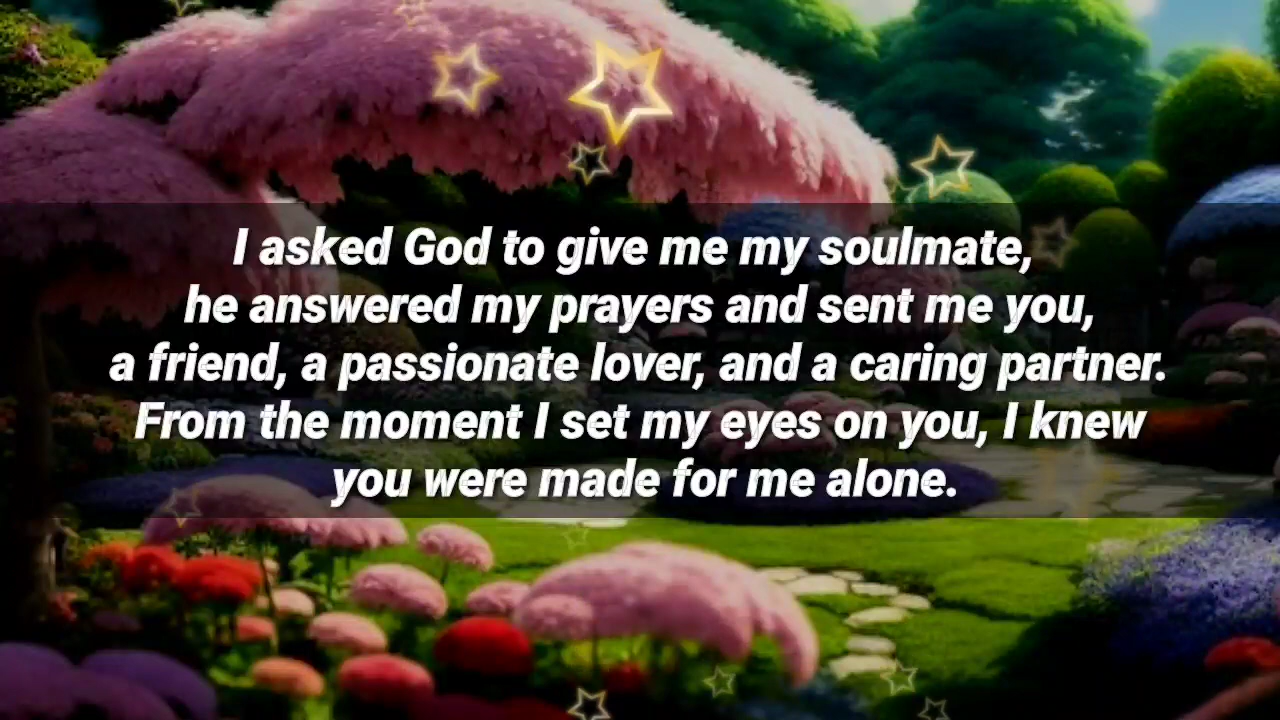 I asked God to give me my soulmate,
he answered my prayers and sent me you,
a friend, a passionate lover, and a caring partner.
From the moment I set my eyes on you, I knew
you were made for me alone.